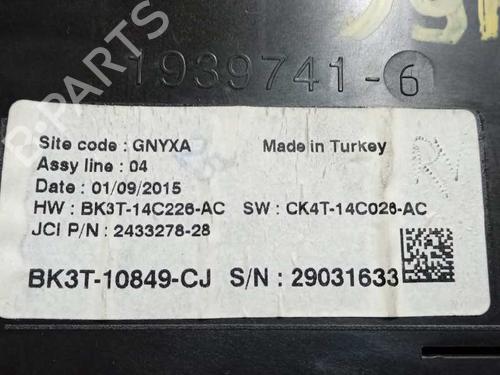 1939741-6
Site code : GNYXA
Made in Turkey
Assy line : 04
Date : 01/09/2015
HW : BK3T-14C226-AC SW : CK4T-14C026-AC
JCI P/N : 2433278-28
BK3T-10849-CJ S/N : 29031633
B-PARTS